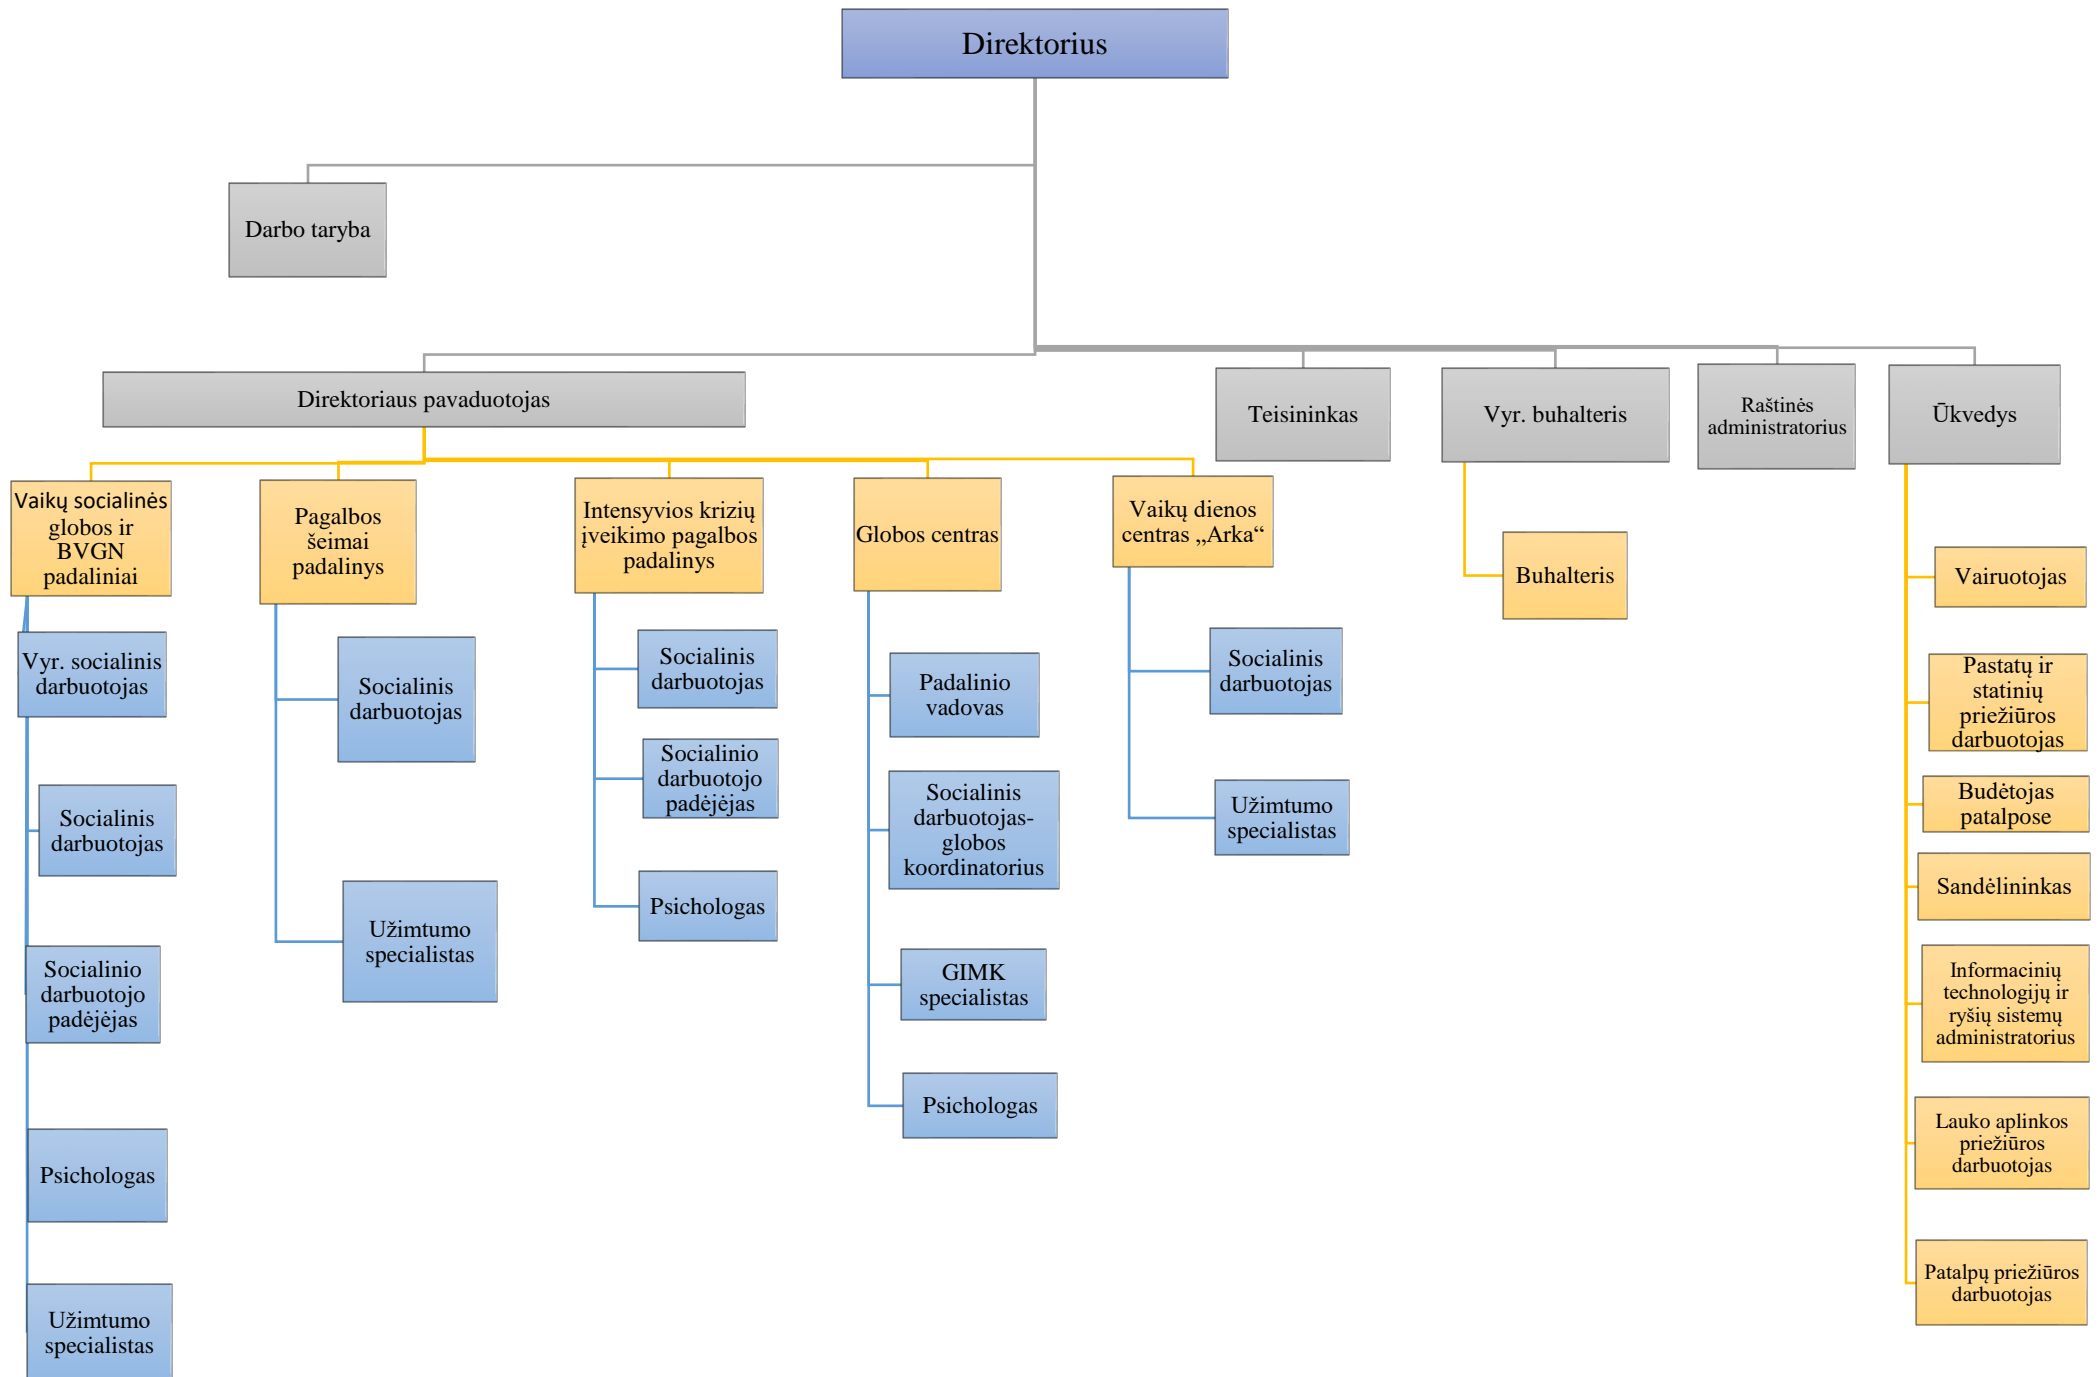 Direktorius
Darbo taryba
Direktoriaus pavaduotojas
Teisininkas
Vyr. buhalteris
Raštinės
administratorius
Ūkvedys
Vaikų socialinės
globos ir
BVGN
padaliniai
Pagalbos
šeimai
padalinys
Intensyvios krizių
įveikimo pagalbos
padalinys
Globos centras
Vaikų dienos
centras „Arka“
Buhalteris
Vyr. socialinis
darbuotojas
Socialinis
darbuotojas
Socialinio
darbuotojo
padėjėjas
Psichologas
Užimtumo
specialistas
Socialinis
darbuotojas
Užimtumo
specialistas
Socialinis
darbuotojas
Socialinio
darbuotojo
padėjėjas
Psichologas
Padalinio
vadovas
Socialinis
darbuotojas-
globos
koordinatorius
GIMK
specialistas
Psichologas
Socialinis
darbuotojas
Užimtumo
specialistas
Vairuotojas
Pastatų ir
statinių
priežiūros
darbuotojas
Budėtojas
patalpose
Sandėlininkas
Informacinių
technologijų ir
ryšių sistemų
administratorius
Lauko aplinkos
priežiūros
darbuotojas
Patalpų priežiūros
darbuotojas